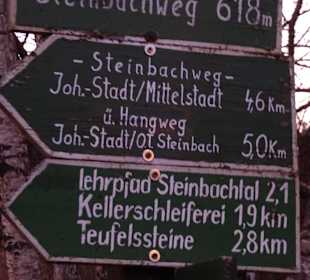 Steinbachweg 618m
- Steinbachweg -
Joh.-Stadt/Mittelstadt 4,6 Km
ü. Hangweg
Joh.-Stadt/OT Steinbach 5,0 Km
Lehrpfad Steinbachtal 2,1
Kellerschleiferei 1,9 km
Teufelssteine 2,8 km